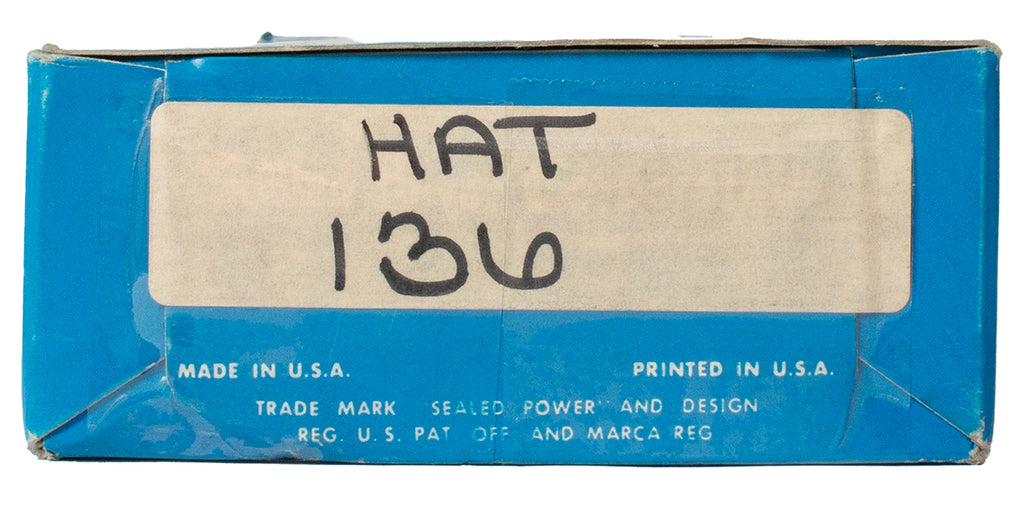 HAT
136
MADE IN U.S.A. PRINTED IN U.S.A.
TRADE MARK SEALED POWER" AND DESIGN
REG. U.S. PAT OFF AND MARCA REG